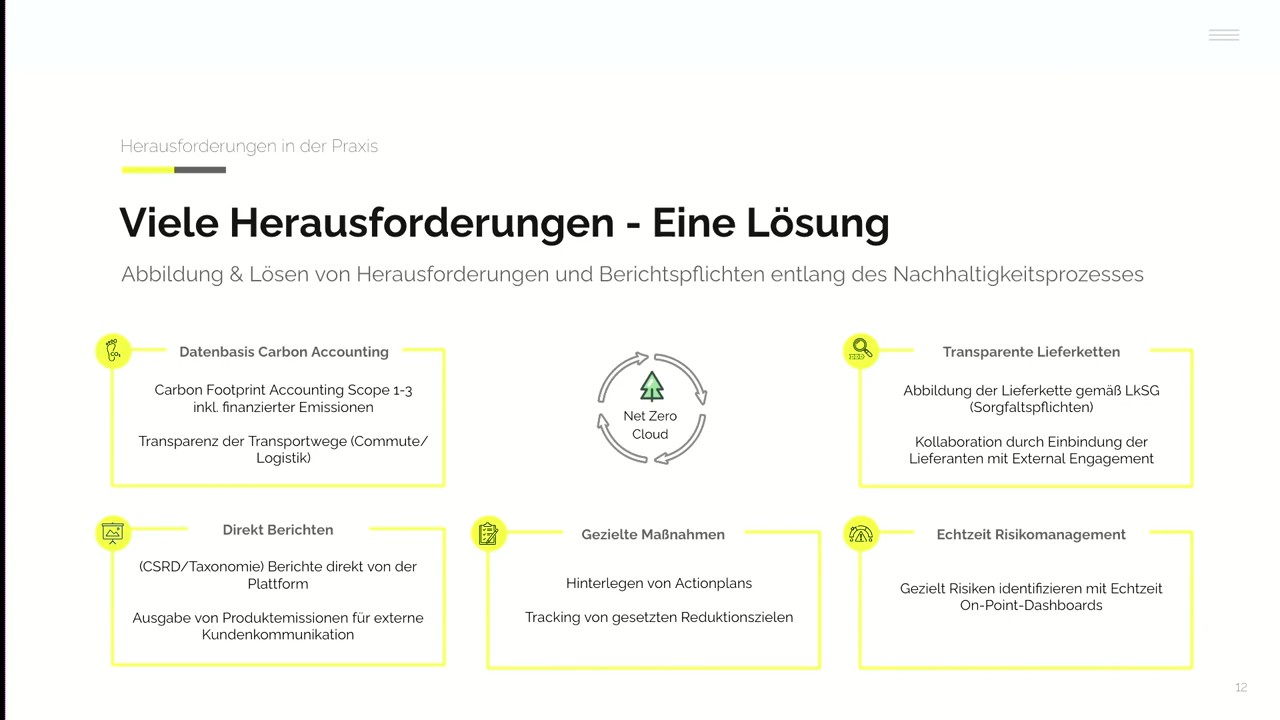 Herausforderungen in der Praxis
Viele Herausforderungen - Eine Lösung
Abbildung & Lösen von Herausforderungen und Berichtspflichten entlang des Nachhaltigkeitsprozesses
CO₂
Datenbasis Carbon Accounting
Carbon Footprint Accounting Scope 1-3
inkl. finanzierter Emissionen
Transparenz der Transportwege (Commute/
Logistik)
Net Zero
Cloud
Transparente Lieferketten
Abbildung der Lieferkette gemäß LkSG
(Sorgfaltspflichten)
Kollaboration durch Einbindung der
Lieferanten mit External Engagement
Direkt Berichten
(CSRD/Taxonomie) Berichte direkt von der
Plattform
Ausgabe von Produktemissionen für externe
Kundenkommunikation
Gezielte Maßnahmen
Hinterlegen von Actionplans
Tracking von gesetzten Reduktionszielen
Echtzeit Risikomanagement
Gezielt Risiken identifizieren mit Echtzeit
On-Point-Dashboards
12